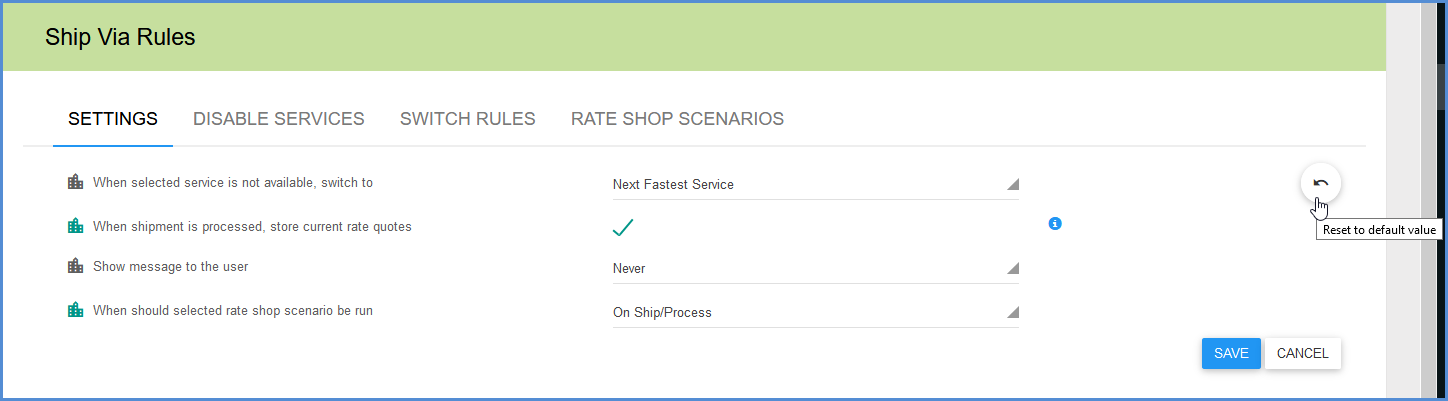 Ship Via Rules
SETTINGS DISABLE SERVICES SWITCH RULES RATE SHOP SCENARIOS
When selected service is not available, switch to Next Fastest Service
When shipment is processed, store current rate quotes
Reset to default value
Show message to the user Never
When should selected rate shop scenario be run On Ship/Process
SAVE CANCEL